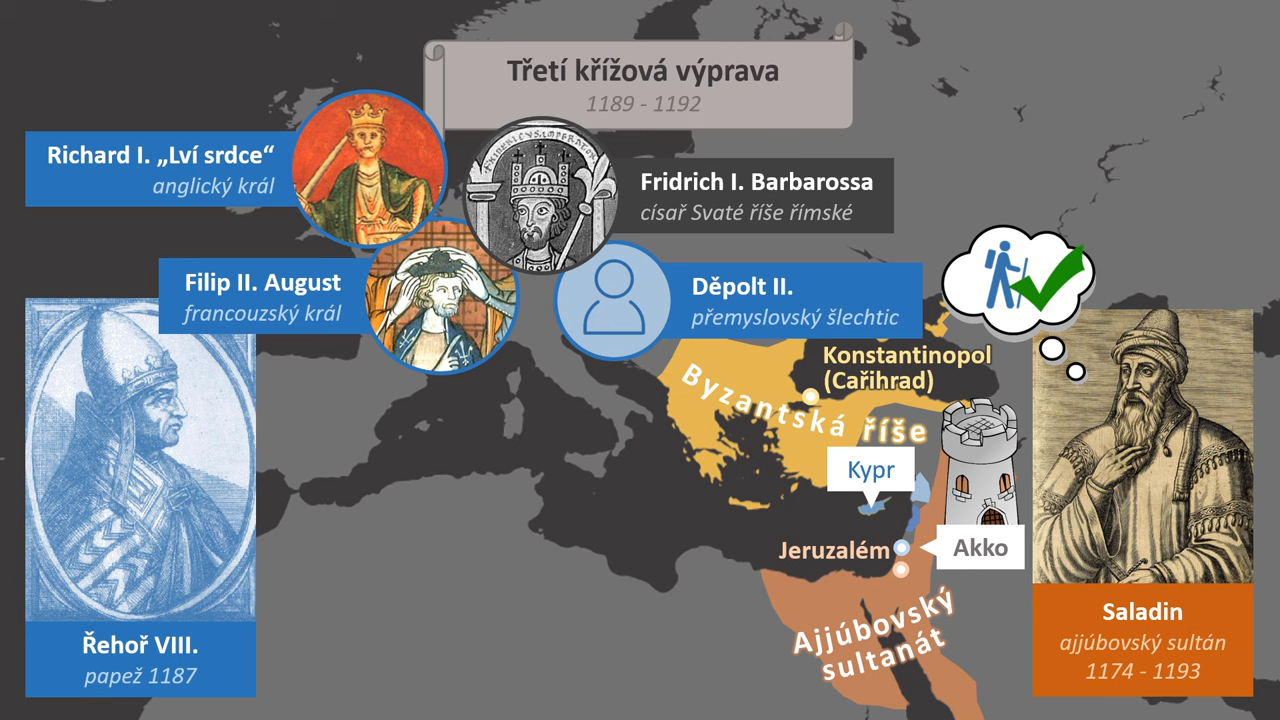 Třetí křížová výprava
1189 - 1192
Richard I. „Lví srdce“
anglický král
FRIDERICVS.IMPERATOR
Fridrich I. Barbarossa
císař Svaté říše římské
Filip II. August
francouzský král
Děpolt II.
přemyslovský šlechtic
Konstantinopol
(Cařihrad)
Byzantská říše
Kypr
Jeruzalém
Akko
Ajjúbovský
sultanát
Řehoř VIII.
papež 1187
Saladin
ajjúbovský sultán
1174 - 1193